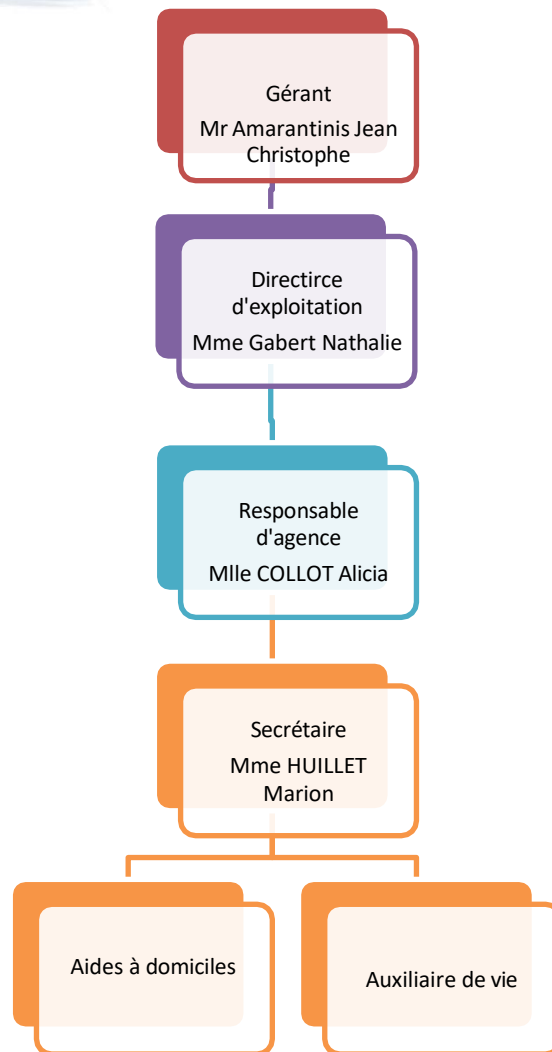 Gérant
Mr Amarantinis Jean
Christophe
Directirce
d'exploitation
Mme Gabert Nathalie
Responsable
d'agence
Mlle COLLOT Alicia
Secrétaire
Mme HUILLET
Marion
Aides à domiciles
Auxiliaire de vie